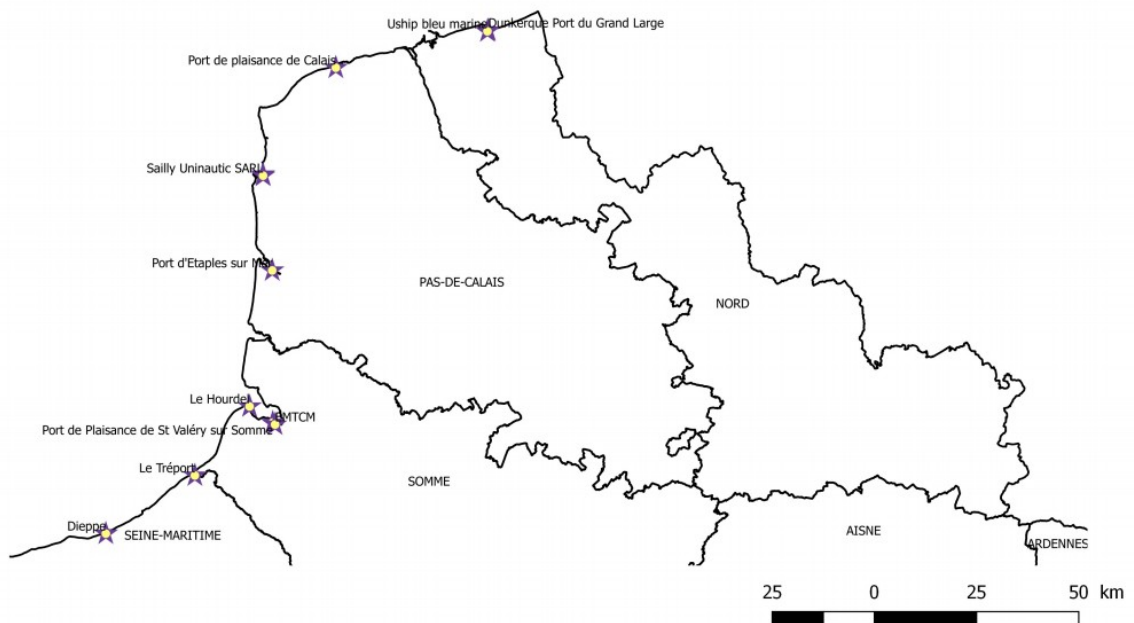 Uship bleu marine Dunkerque Port du Grand Large
Port de plaisance de Calais
Sailly Uninautic SARL
Port d'Etaples sur Mer
PAS-DE-CALAIS
NORD
Le Hourdel
BMTCM
Port de Plaisance de St Valéry sur Somme
Le Tréport
SOMME
Dieppe
SEINE-MARITIME
AISNE
ARDENNES
25 0 25 50 km